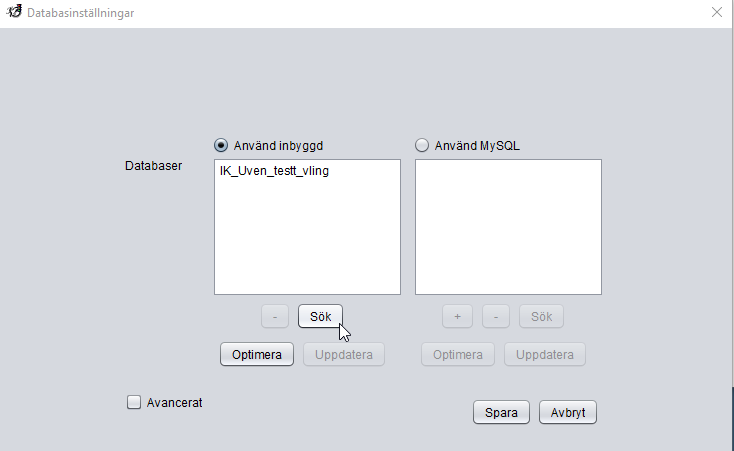 Databasinställningar
Använd inbyggd
Använd MySQL
Databaser
IK_Uven_testt_vling
-
Sök
+
-
Sök
Optimera
Uppdatera
Optimera
Uppdatera
Avancerat
Spara
Avbryt